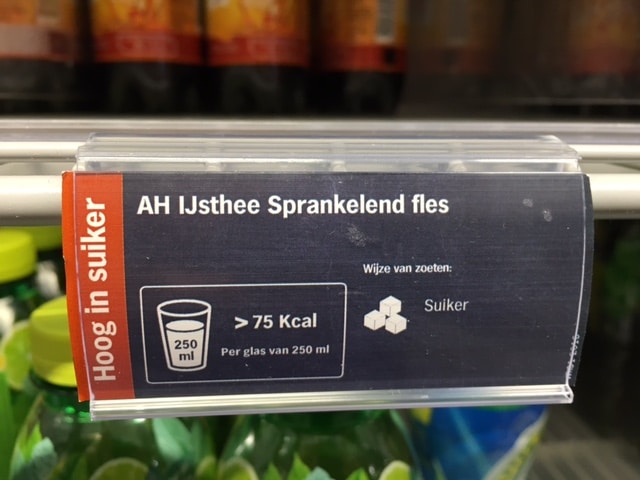 Hoog in suiker
AH IJsthee Sprankelend fles
Wijze van zoeten:
Suiker
250
ml
> 75 Kcal
Per glas van 250 ml